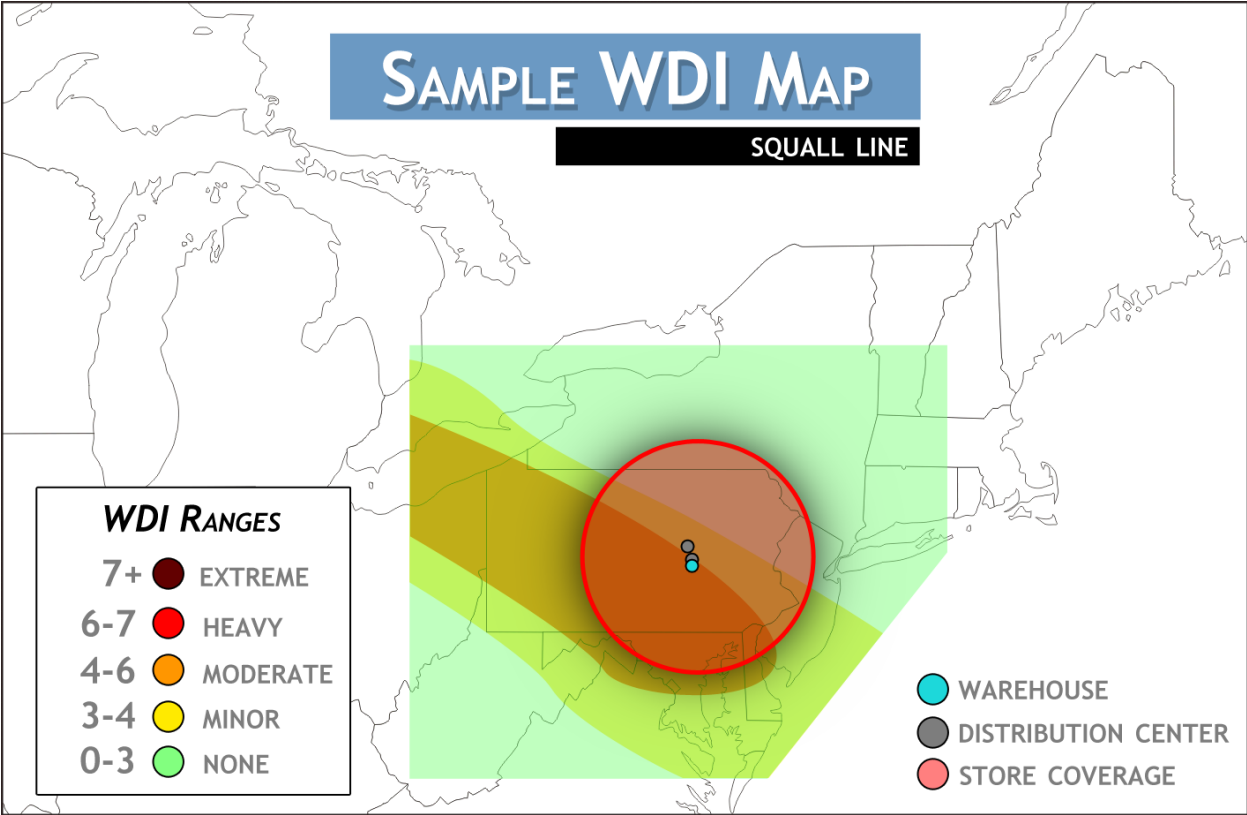 SAMPLE WDI MAP
SQUALL LINE
WDI RANGES
7+ EXTREME
6-7 HEAVY
4-6 MODERATE
3-4 MINOR
0-3 NONE
WAREHOUSE
DISTRIBUTION CENTER
STORE COVERAGE